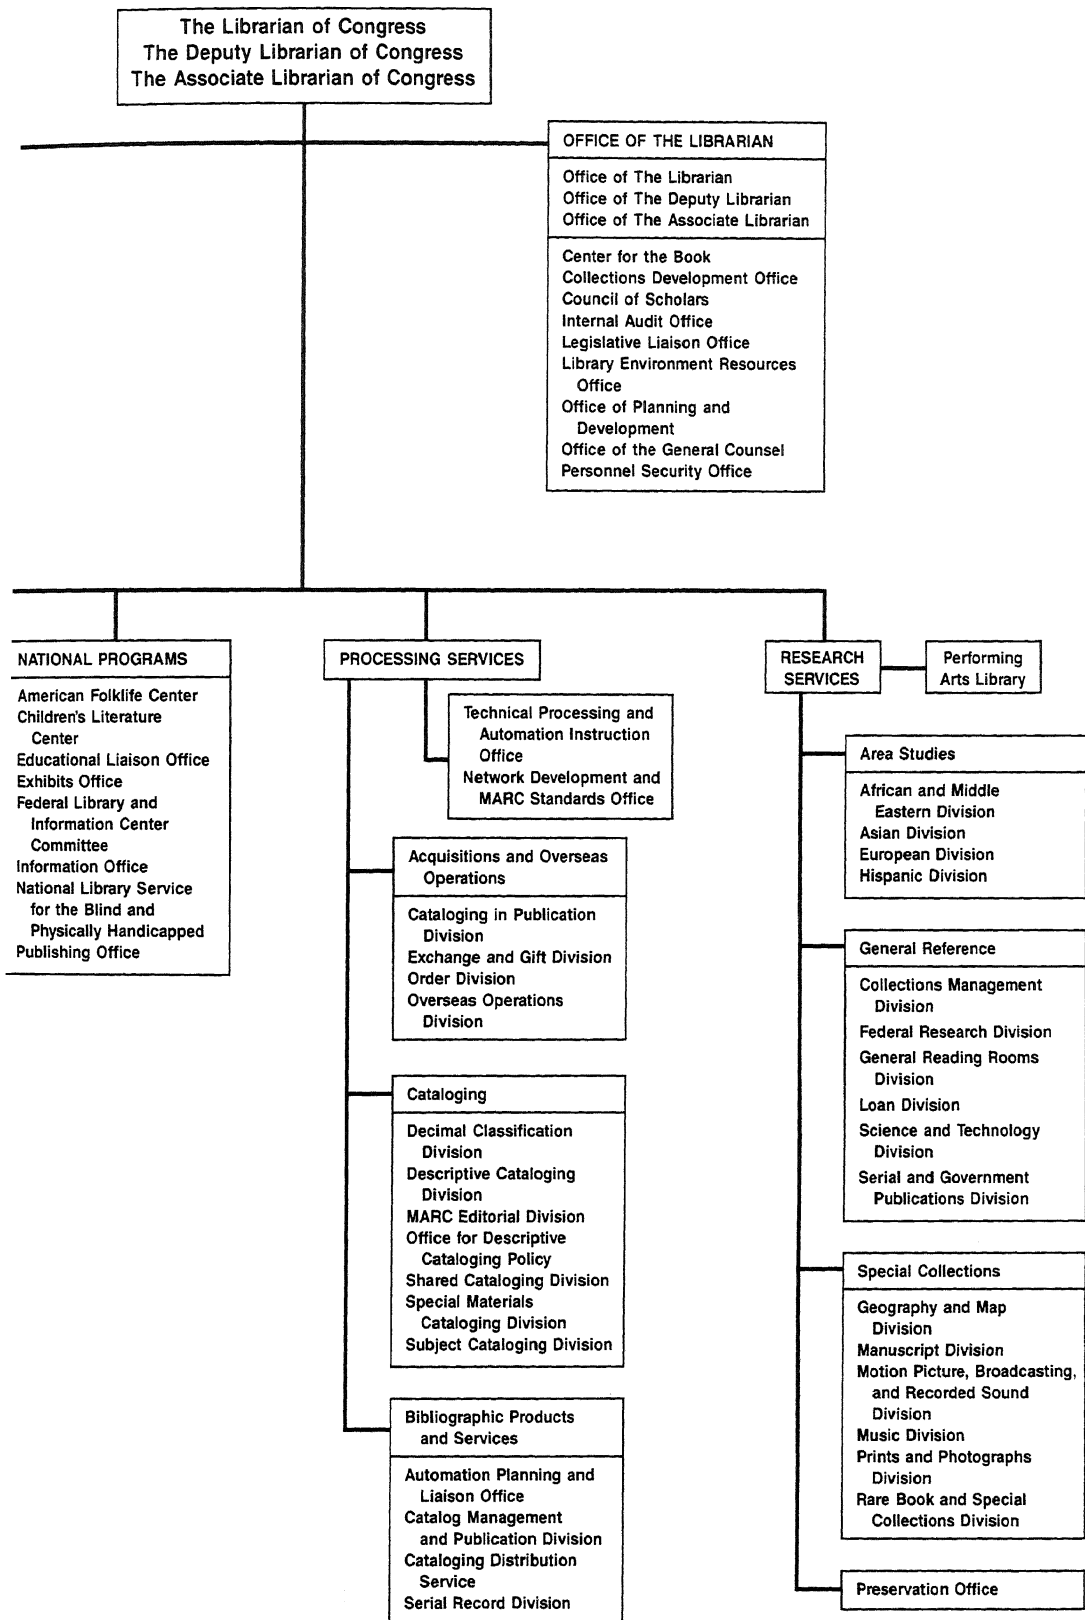 The Librarian of Congress
The Deputy Librarian of Congress
The Associate Librarian of Congress
OFFICE OF THE LIBRARIAN
Office of The Librarian
Office of The Deputy Librarian
Office of The Associate Librarian
Center for the Book
Collections Development Office
Council of Scholars
Internal Audit Office
Legislative Liaison Office
Library Environment Resources
Office
Office of Planning and
Development
Office of the General Counsel
Personnel Security Office
NATIONAL PROGRAMS
American Folklife Center
Children's Literature
Center
Educational Liaison Office
Exhibits Office
Federal Library and
Information Center
Committee
Information Office
National Library Service
for the Blind and
Physically Handicapped
Publishing Office
PROCESSING SERVICES
Technical Processing and
Automation Instruction
Office
Network Development and
MARC Standards Office
Acquisitions and Overseas
Operations
Cataloging in Publication
Division
Exchange and Gift Division
Order Division
Overseas Operations
Division
Cataloging
Decimal Classification
Division
Descriptive Cataloging
Division
MARC Editorial Division
Office for Descriptive
Cataloging Policy
Shared Cataloging Division
Special Materials
Cataloging Division
Subject Cataloging Division
Bibliographic Products
and Services
Automation Planning and
Liaison Office
Catalog Management
and Publication Division
Cataloging Distribution
Service
Serial Record Division
RESEARCH
SERVICES
Performing
Arts Library
Area Studies
African and Middle
Eastern Division
Asian Division
European Division
Hispanic Division
General Reference
Collections Management
Division
Federal Research Division
General Reading Rooms
Division
Loan Division
Science and Technology
Division
Serial and Government
Publications Division
Special Collections
Geography and Map
Division
Manuscript Division
Motion Picture, Broadcasting,
and Recorded Sound
Division
Music Division
Prints and Photographs
Division
Rare Book and Special
Collections Division
Preservation Office